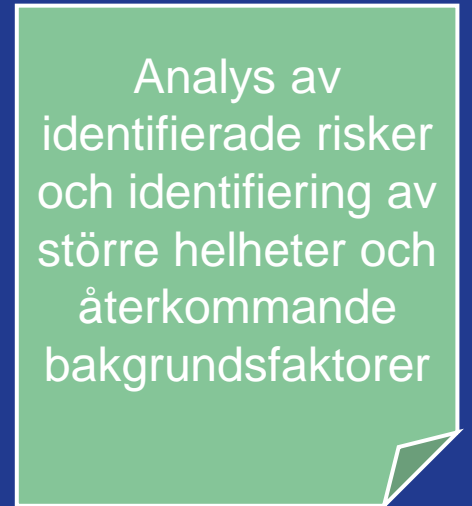 Analys av
identifierade risker
och identifiering av
större helheter och
återkommande
bakgrundsfaktorer